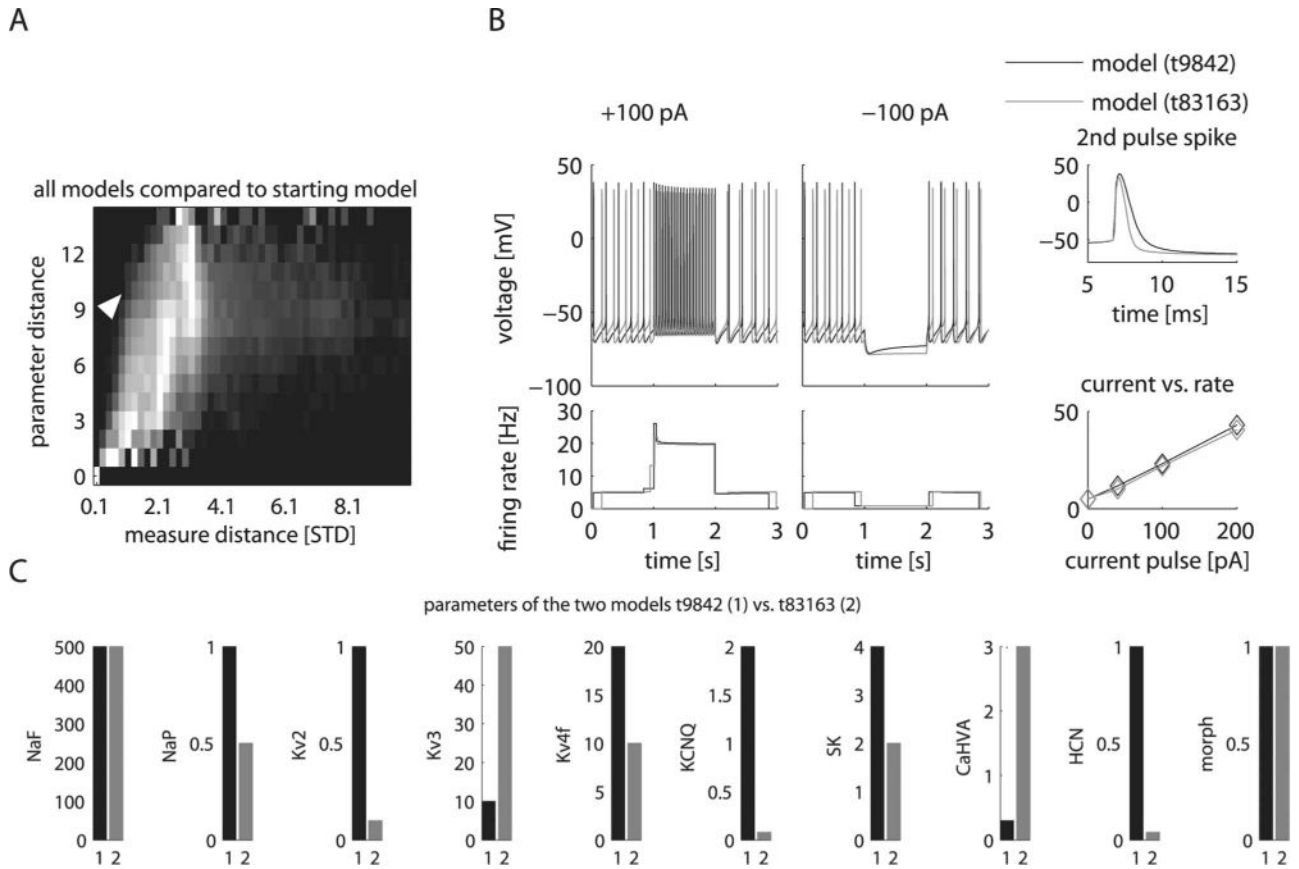 A
B
model (t9842)
model (t83163)
+100 pA
−100 pA
2nd pulse spike
all models compared to starting model
parameter distance
12
9
6
3
0
0.1 2.1 4.1 6.1 8.1
measure distance [STD]
voltage [mV]
50
0
−50
−100
50
0
−50
5 10 15
time [ms]
firing rate [Hz]
30
20
10
0
0 1 2 3
time [s]
0 1 2 3
time [s]
current vs. rate
50
0
0 100 200
current pulse [pA]
C
parameters of the two models t9842 (1) vs. t83163 (2)
NaF
500
400
300
200
100
0
1 2
NaP
1
0.5
0
1 2
Kv2
1
0.5
0
1 2
Kv3
50
40
30
20
10
0
1 2
Kv4f
20
15
10
5
0
1 2
KCNQ
2
1.5
1
0.5
0
1 2
SK
4
3
2
1
0
1 2
CaHVA
3
2
1
0
1 2
HCN
1
0.5
0
1 2
morph
1
0.5
0
1 2